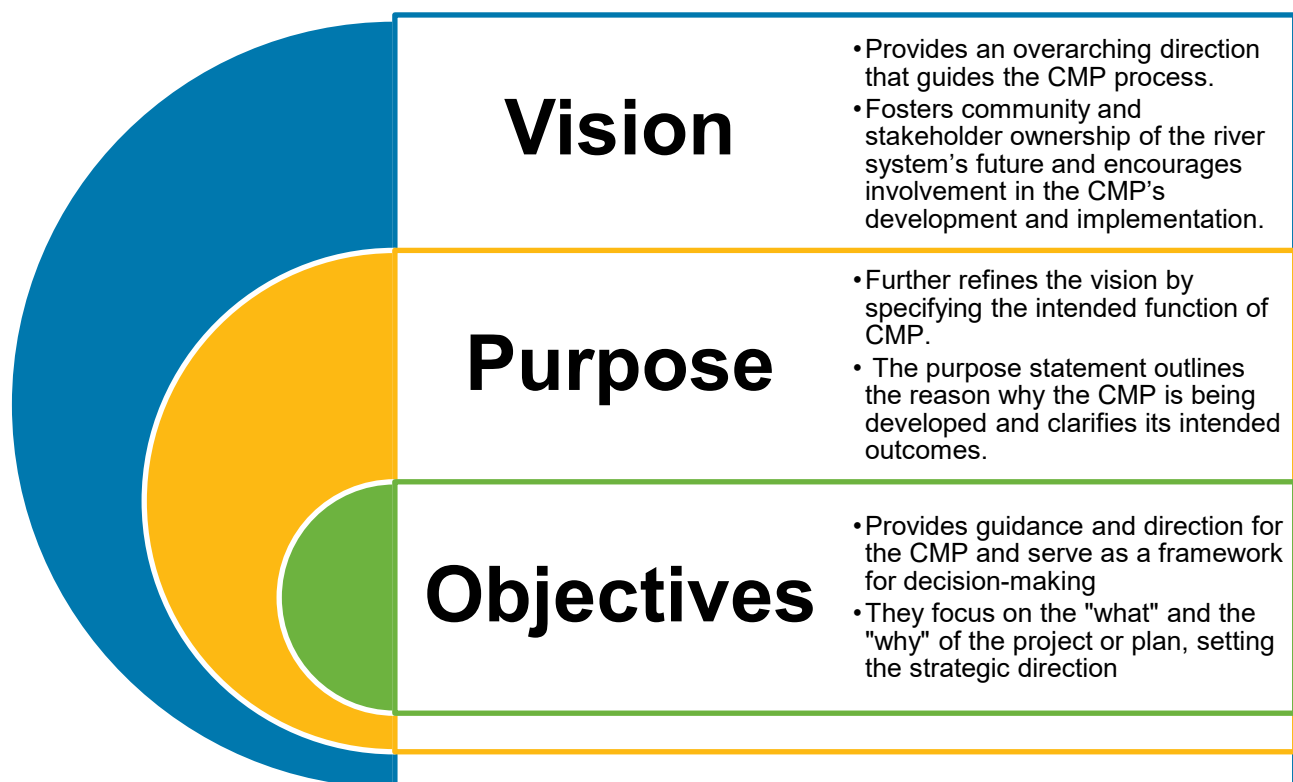 Vision
•Provides an overarching direction
that guides the CMP process.
•Fosters community and
stakeholder ownership of the river
system’s future and encourages
involvement in the CMP’s
development and implementation.
Purpose
•Further refines the vision by
specifying the intended function of
CMP.
• The purpose statement outlines
the reason why the CMP is being
developed and clarifies its intended
outcomes.
Objectives
•Provides guidance and direction for
the CMP and serve as a framework
for decision-making
•They focus on the "what" and the
"why" of the project or plan, setting
the strategic direction